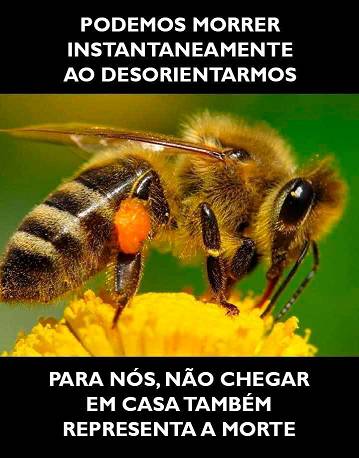 PODEMOS MORRER
INSTANTANEAMENTE
AO DESORIENTARMOS
PARA NÓS, NÃO CHEGAR
EM CASA TAMBÉM
REPRESENTA A MORTE